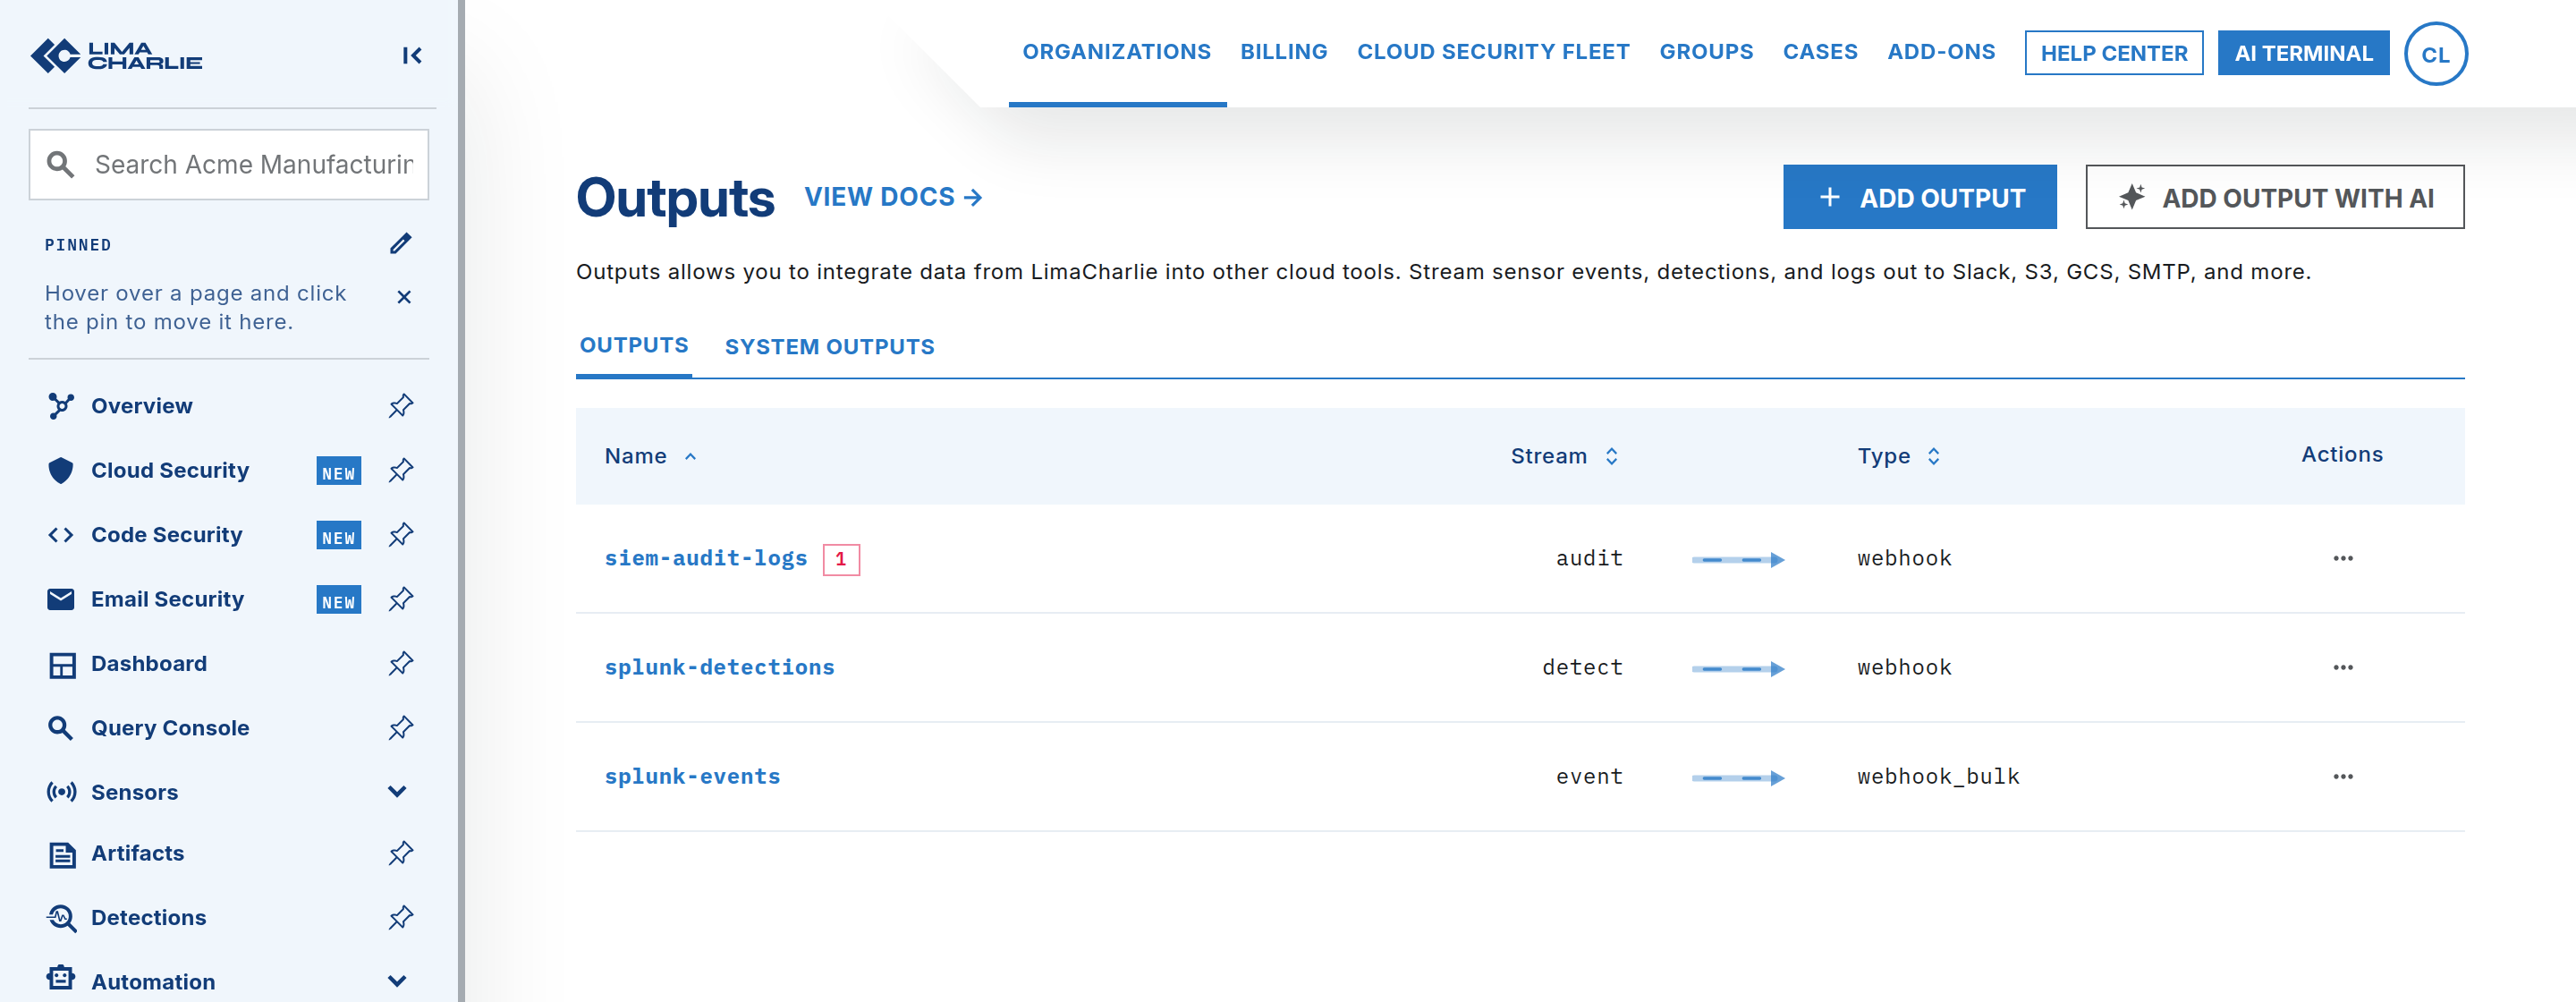 LIMA
CHARLIE
Search Acme Manufacturin
PINNED
Hover over a page and click
the pin to move it here.
Overview
Cloud Security NEW
Code Security NEW
Email Security NEW
Dashboard
Query Console
Sensors
Artifacts
Detections
Automation
ORGANIZATIONS BILLING CLOUD SECURITY FLEET GROUPS CASES ADD-ONS HELP CENTER AI TERMINAL CL
Outputs VIEW DOCS → + ADD OUTPUT ADD OUTPUT WITH AI
Outputs allows you to integrate data from LimaCharlie into other cloud tools. Stream sensor events, detections, and logs out to Slack, S3, GCS, SMTP, and more.
OUTPUTS SYSTEM OUTPUTS
Name Stream Type Actions
siem-audit-logs 1 audit webhook
splunk-detections detect webhook
splunk-events event webhook_bulk